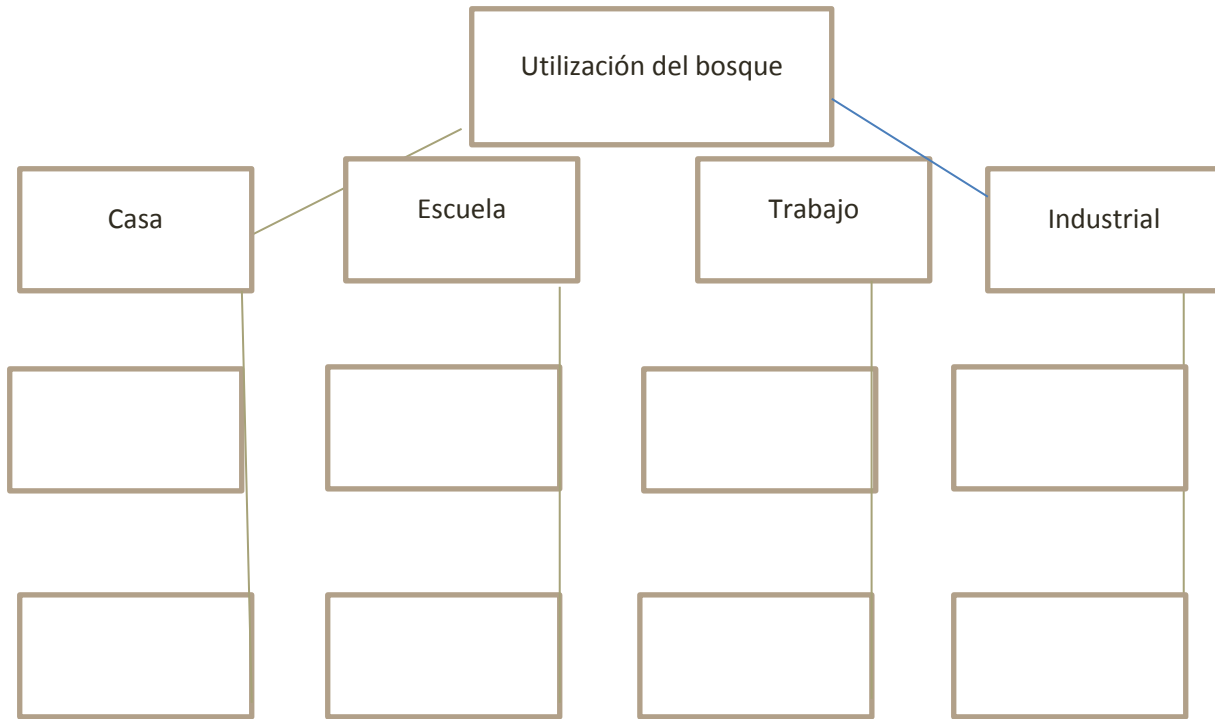 Utilización del bosque
Casa
Escuela
Trabajo
Industrial